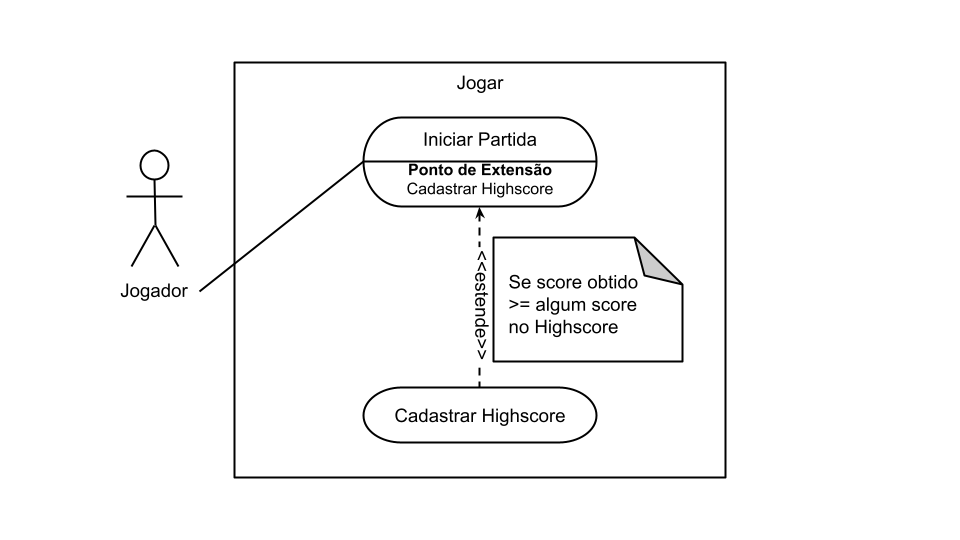 Jogar
Iniciar Partida
Ponto de Extensão
Cadastrar Highscore
Jogador
<<estende>>
Se score obtido
>= algum score
no Highscore
Cadastrar Highscore